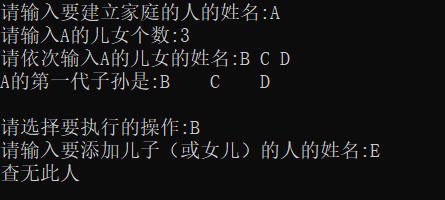 请输入要建立家庭的人的姓名:A
请输入A的儿女个数:3
请依次输入A的儿女的姓名:B C D
A的第一代子孙是:B    C    D
请选择要执行的操作:B
请输入要添加儿子（或女儿）的人的姓名:E
查无此人